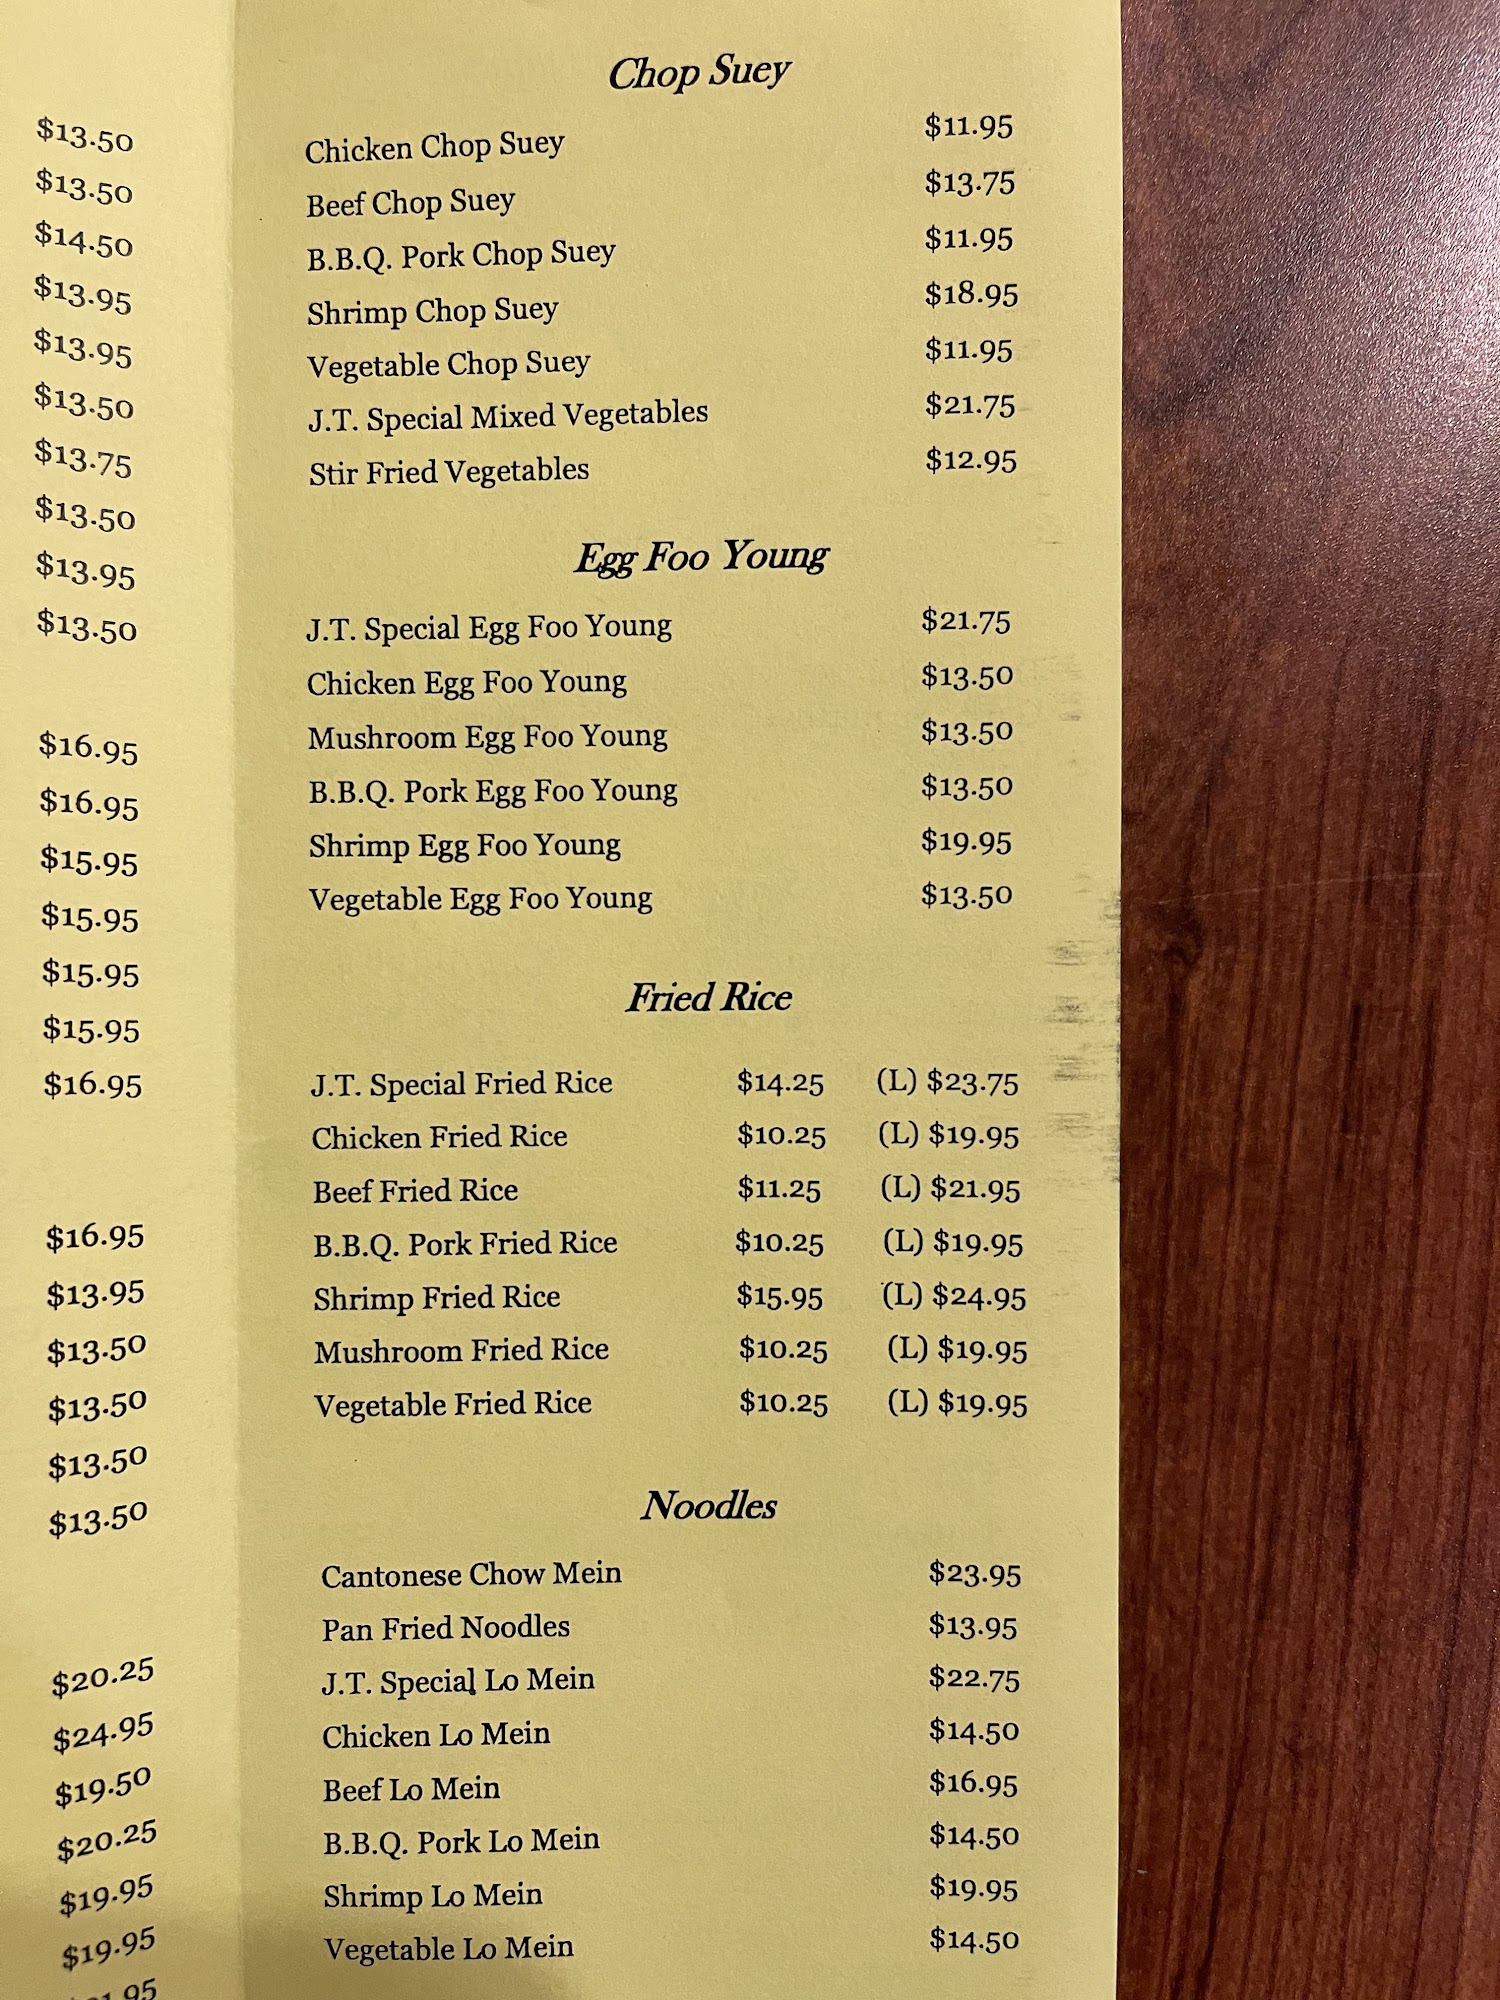 $13.50
$13.50
$14.50
$13.95
$13.95
$13.50
$13.75
$13.50
$13.95
$13.50
$16.95
$16.95
$15.95
$15.95
$15.95
$15.95
$16.95
$16.95
$13.95
$13.50
$13.50
$13.50
$13.50
$20.25
$24.95
$19.50
$20.25
$19.95
$19.95
Chop Suey
Chicken Chop Suey $11.95
Beef Chop Suey $13.75
B.B.Q. Pork Chop Suey $11.95
Shrimp Chop Suey $18.95
Vegetable Chop Suey $11.95
J.T. Special Mixed Vegetables $21.75
Stir Fried Vegetables $12.95
Egg Foo Young
J.T. Special Egg Foo Young $21.75
Chicken Egg Foo Young $13.50
Mushroom Egg Foo Young $13.50
B.B.Q. Pork Egg Foo Young $13.50
Shrimp Egg Foo Young $19.95
Vegetable Egg Foo Young $13.50
Fried Rice
J.T. Special Fried Rice $14.25 (L) $23.75
Chicken Fried Rice $10.25 (L) $19.95
Beef Fried Rice $11.25 (L) $21.95
B.B.Q. Pork Fried Rice $10.25 (L) $19.95
Shrimp Fried Rice $15.95 (L) $24.95
Mushroom Fried Rice $10.25 (L) $19.95
Vegetable Fried Rice $10.25 (L) $19.95
Noodles
Cantonese Chow Mein $23.95
Pan Fried Noodles $13.95
J.T. Special Lo Mein $22.75
Chicken Lo Mein $14.50
Beef Lo Mein $16.95
B.B.Q. Pork Lo Mein $14.50
Shrimp Lo Mein $19.95
Vegetable Lo Mein $14.50